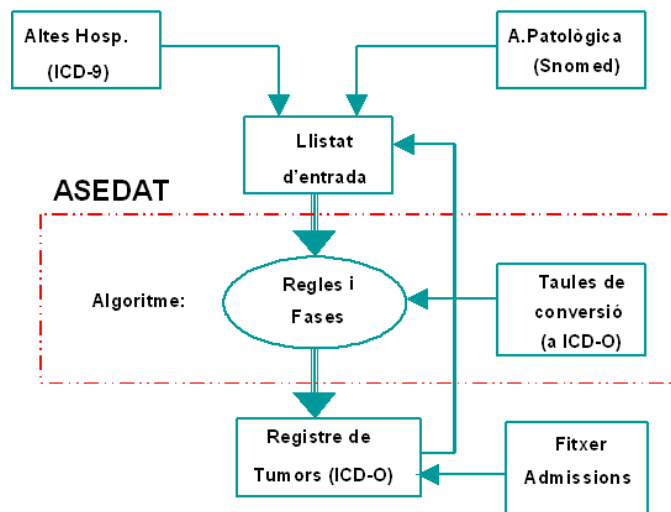 Altes Hosp.
(ICD-9)
A.Patològica
(Snomed)
Llistat
d'entrada
ASEDAT
Algoritme:
Regles i
Fases
Taules de
conversió
(a ICD-O)
Registre de
Tumors (ICD-O)
Fitxer
Admissions